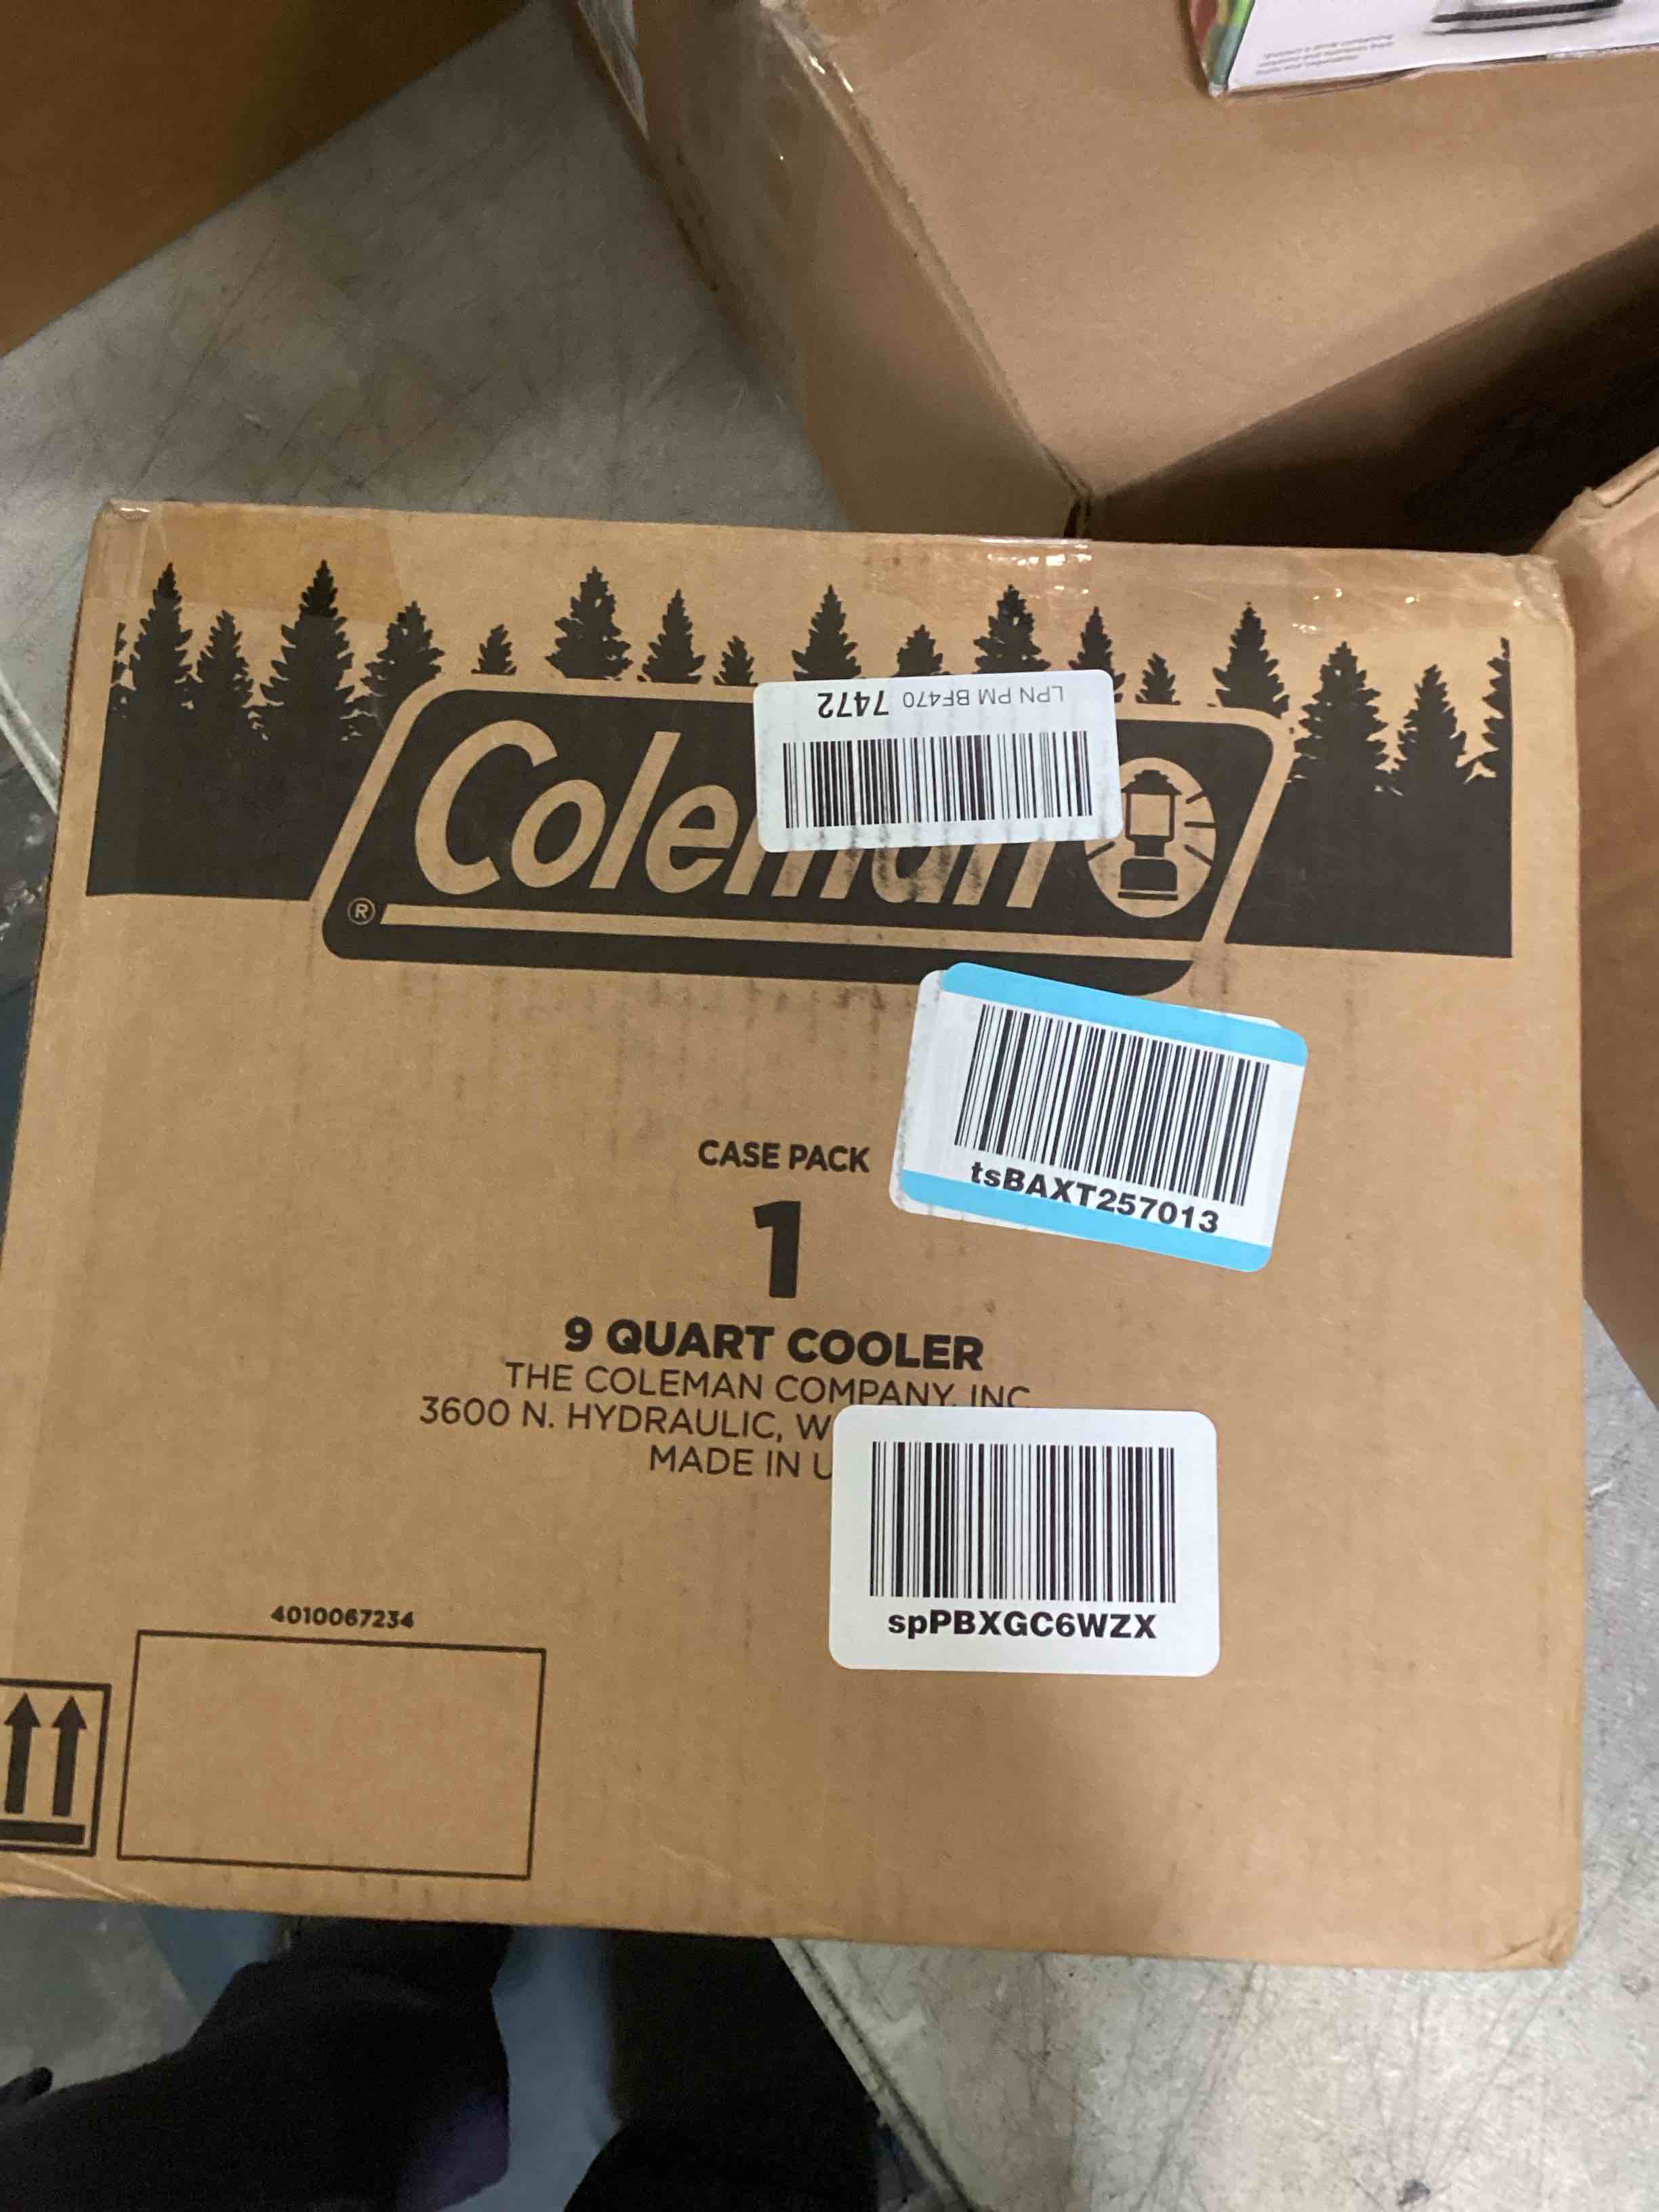 LPN PM BF470 7472
Coleman
®
tsBAXT257013
CASE PACK
1
9 QUART COOLER
THE COLEMAN COMPANY, INC
3600 N. HYDRAULIC, W
MADE IN U
spPBXGC6WZX
4010067234